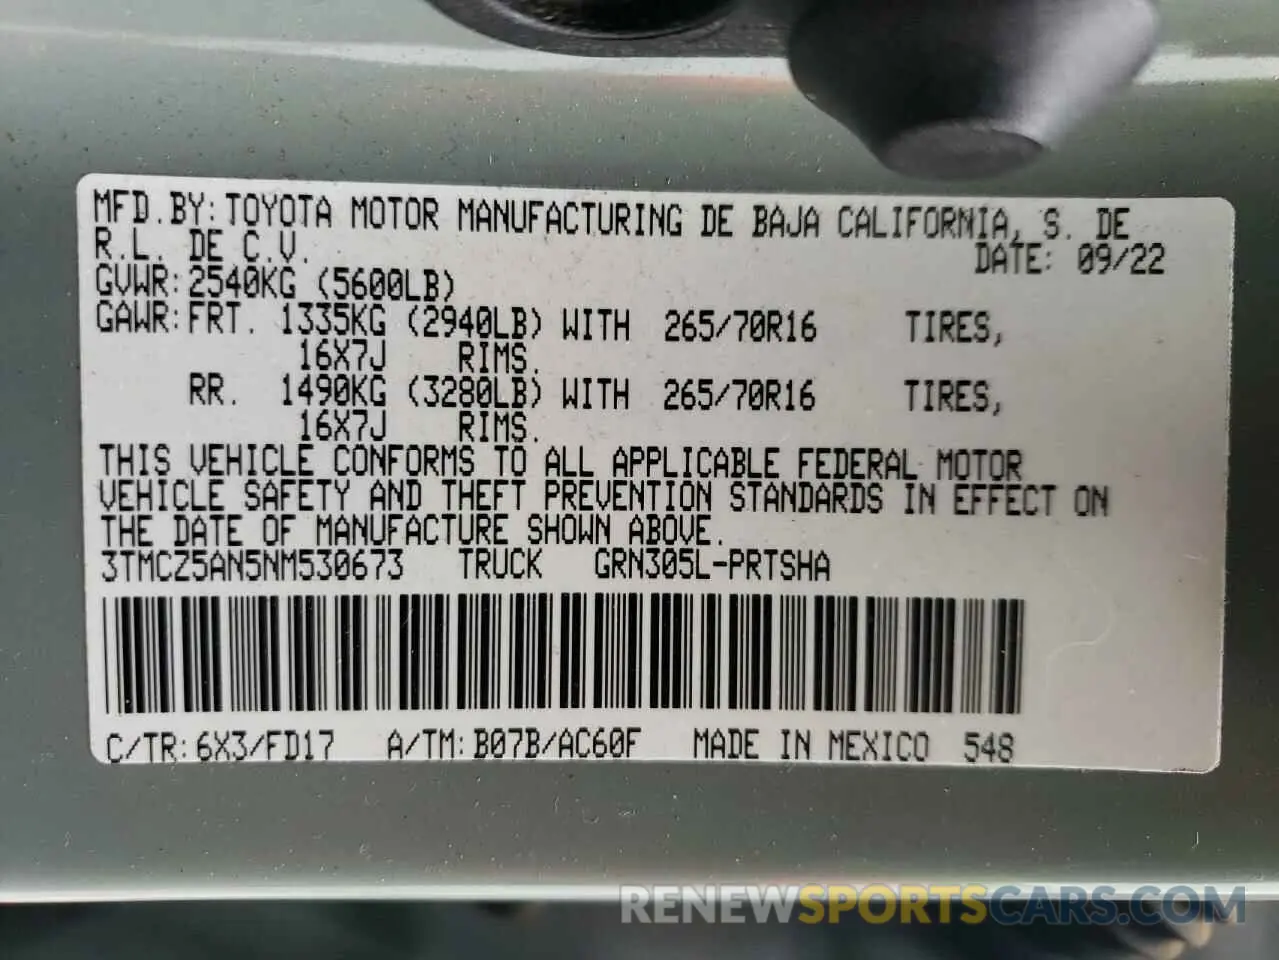 MFD.BY:TOYOTA MOTOR MANUFACTURING DE BAJA CALIFORNIA, S. DE
R.L. DE C.V. DATE: 09/22
GVWR:2540KG (5600LB)
GAWR:FRT. 1335KG (2940LB) WITH 265/70R16 TIRES,
16X7J RIMS.
RR. 1490KG (3280LB) WITH 265/70R16 TIRES,
16X7J RIMS.
THIS VEHICLE CONFORMS TO ALL APPLICABLE FEDERAL MOTOR
VEHICLE SAFETY AND THEFT PREVENTION STANDARDS IN EFFECT ON
THE DATE OF MANUFACTURE SHOWN ABOVE.
3TMCZ5AN5NM530673 TRUCK GRN305L-PRTSHA
C/TR:6X3/FD17 A/TM:B07B/AC60F MADE IN MEXICO 548
RENEWSPORTSCARS.COM